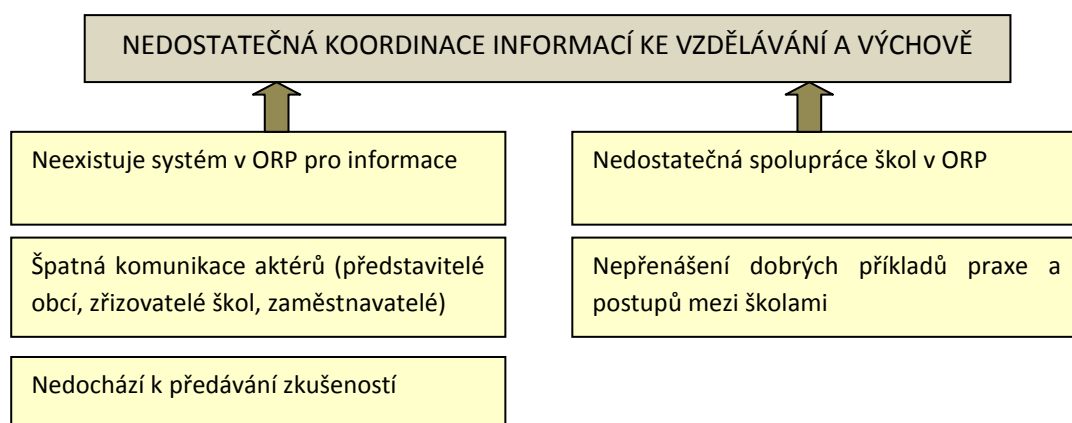 NEDOSTATEČNÁ KOORDINACE INFORMACÍ KE VZDĚLÁVÁNÍ A VÝCHOVĚ
Neexistuje systém v ORP pro informace
Špatná komunikace aktérů (představitelé
obcí, zřizovatelé škol, zaměstnavatelé)
Nedochází k předávání zkušeností
Nedostatečná spolupráce škol v ORP
Nepřenášení dobrých příkladů praxe a
postupů mezi školami